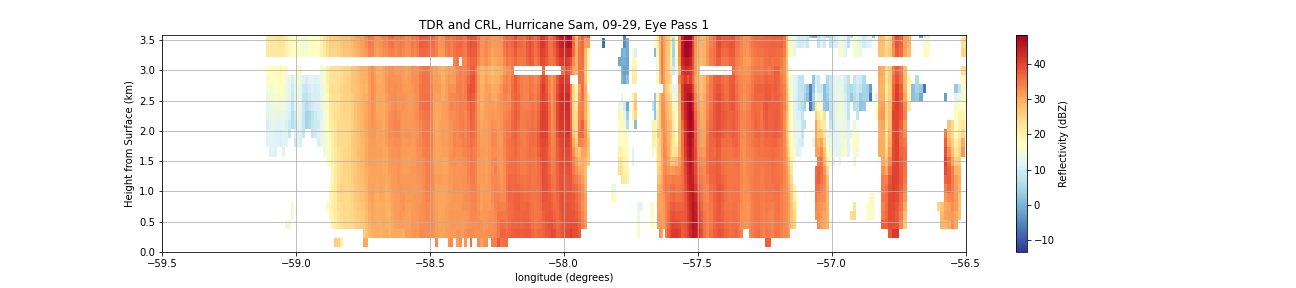 TDR and CRL, Hurricane Sam, 09-29, Eye Pass 1
Height from Surface (km)
3.5
3.0
2.5
2.0
1.5
1.0
0.5
0.0
−59.5 −59.0 −58.5 −58.0 −57.5 −57.0 −56.5
longitude (degrees)
40
30
20
10
0
−10
Reflectivity (dBZ)